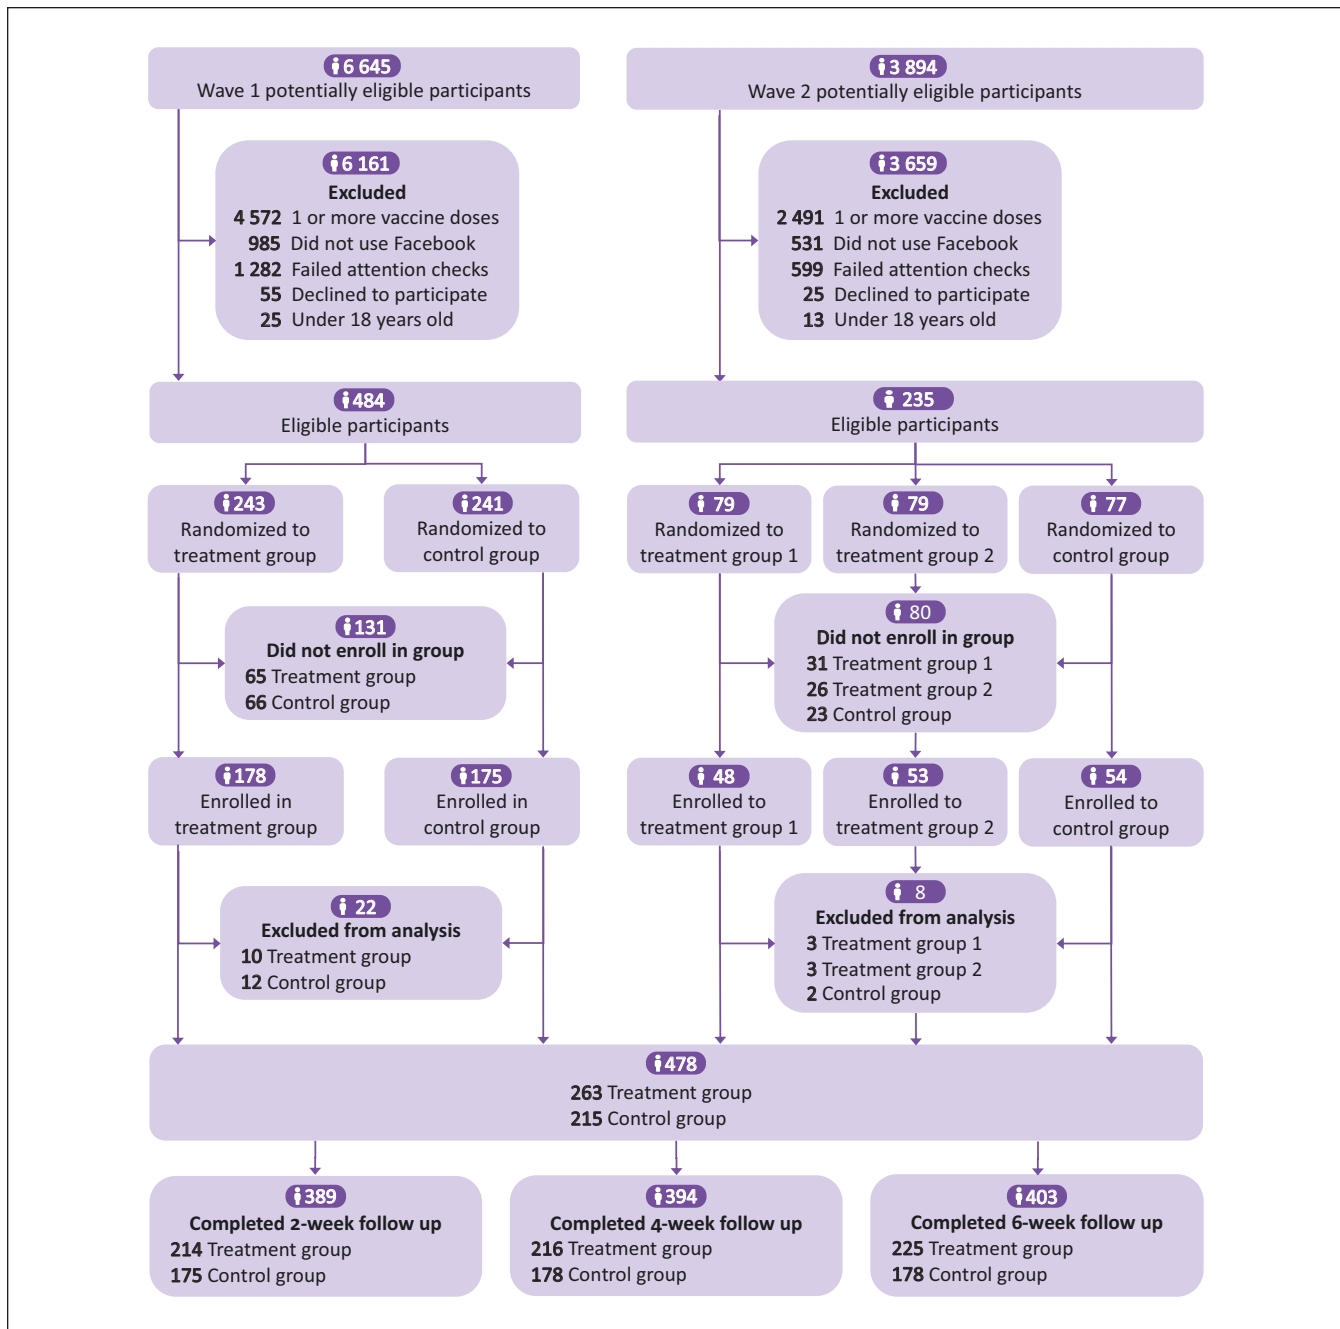 6 645
Wave 1 potentially eligible participants
3 894
Wave 2 potentially eligible participants
6 161
Excluded
4 572 1 or more vaccine doses
985 Did not use Facebook
1 282 Failed attention checks
55 Declined to participate
25 Under 18 years old
3 659
Excluded
2 491 1 or more vaccine doses
531 Did not use Facebook
599 Failed attention checks
25 Declined to participate
13 Under 18 years old
484
Eligible participants
235
Eligible participants
243
Randomized to
treatment group
241
Randomized to
control group
79
Randomized to
treatment group 1
79
Randomized to
treatment group 2
77
Randomized to
control group
131
Did not enroll in group
65 Treatment group
66 Control group
80
Did not enroll in group
31 Treatment group 1
26 Treatment group 2
23 Control group
178
Enrolled in
treatment group
175
Enrolled in
control group
48
Enrolled to
treatment group 1
53
Enrolled to
treatment group 2
54
Enrolled to
control group
22
Excluded from analysis
10 Treatment group
12 Control group
8
Excluded from analysis
3 Treatment group 1
3 Treatment group 2
2 Control group
478
263 Treatment group
215 Control group
389
Completed 2-week follow up
214 Treatment group
175 Control group
394
Completed 4-week follow up
216 Treatment group
178 Control group
403
Completed 6-week follow up
225 Treatment group
178 Control group